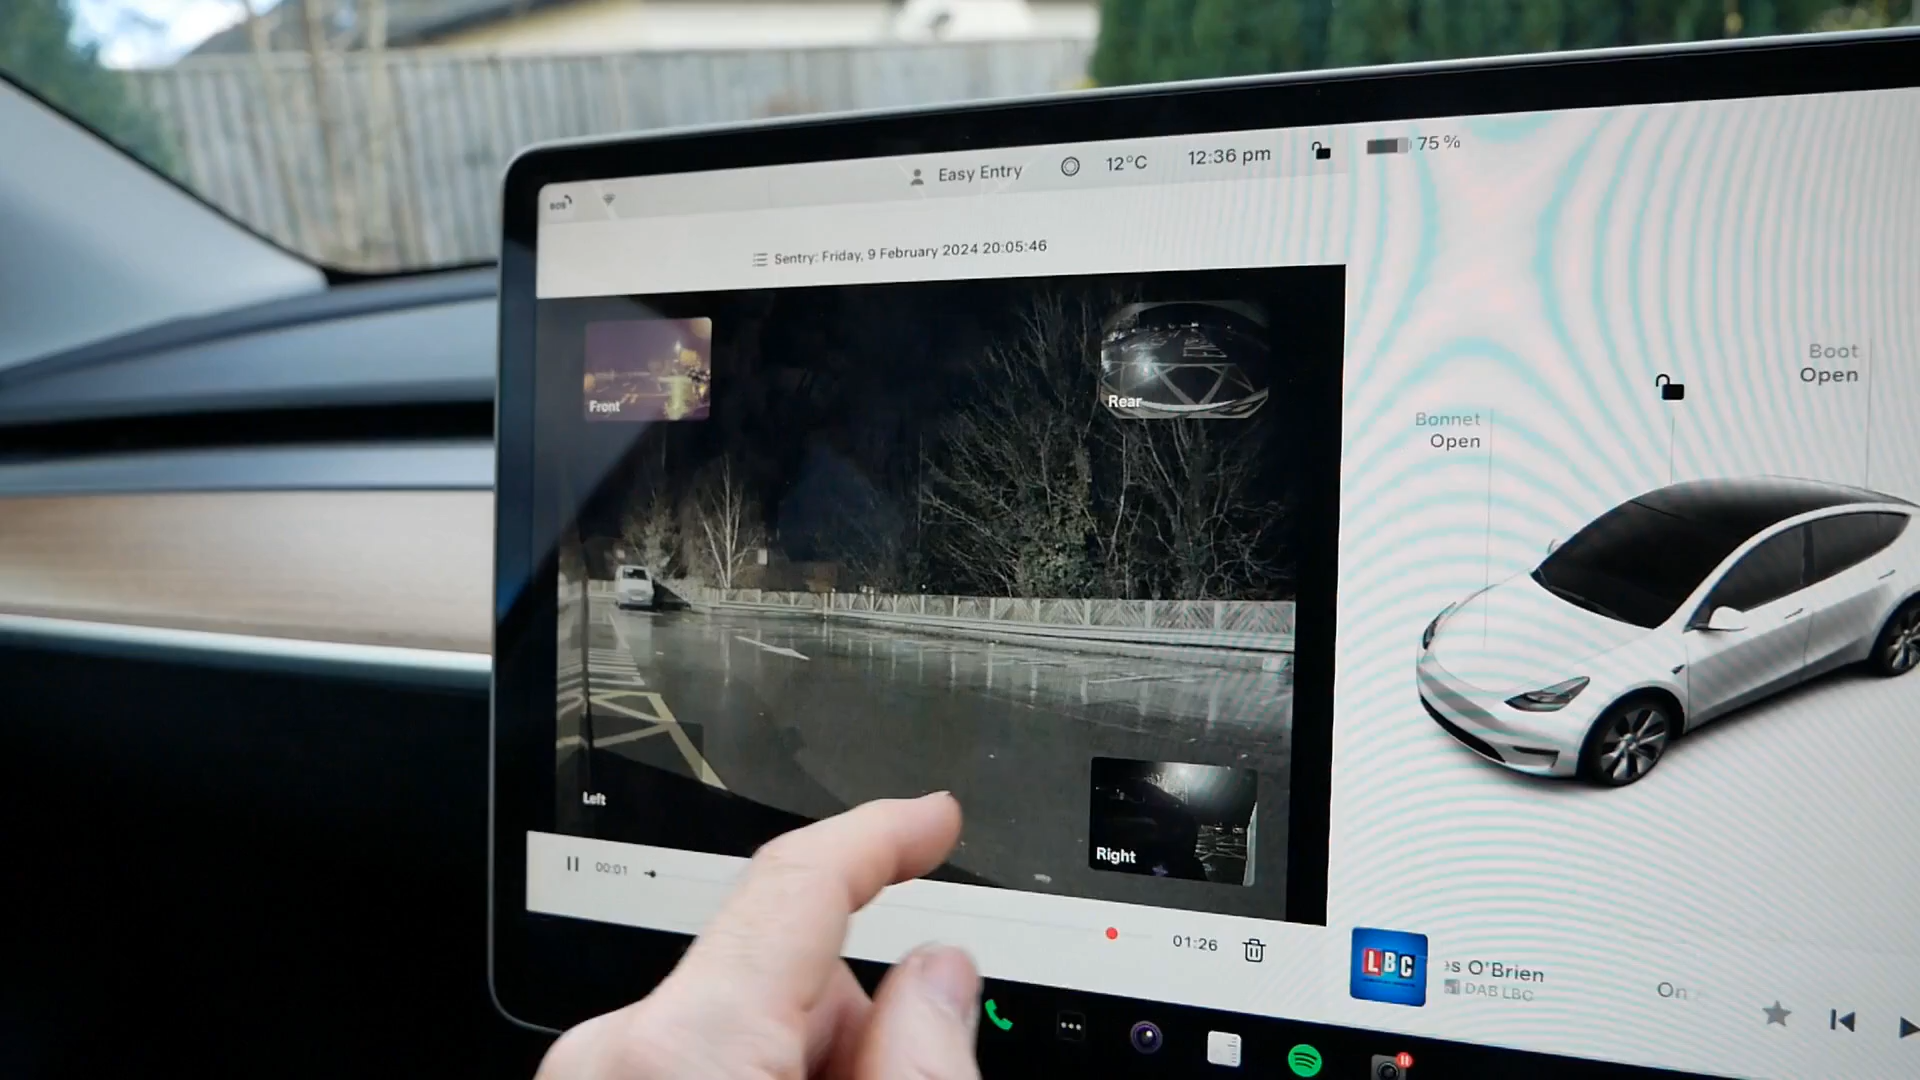 SOS
Easy Entry
12°C
12:36 pm
75 %
Sentry: Friday, 9 February 2024 20:05:46
Front
Rear
Boot
Open
Bonnet
Open
Left
Right
00:01
01:26
LBC
s O'Brien
DAB LBC
On